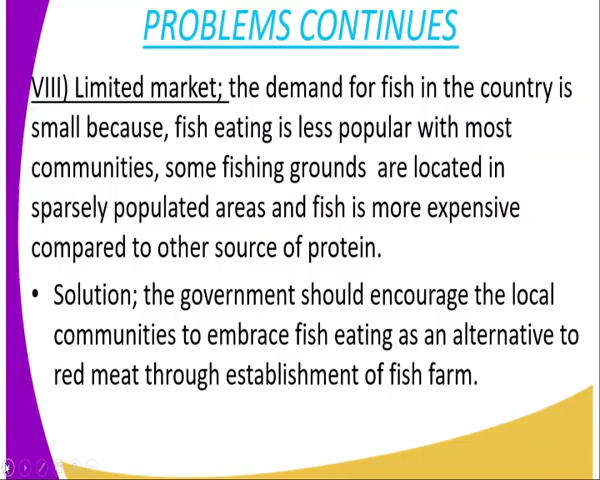 PROBLEMS CONTINUES
VIII) Limited market; the demand for fish in the country is
small because, fish eating is less popular with most
communities, some fishing grounds are located in
sparsely populated areas and fish is more expensive
compared to other source of protein.
• Solution; the government should encourage the local
communities to embrace fish eating as an alternative to
red meat through establishment of fish farm.